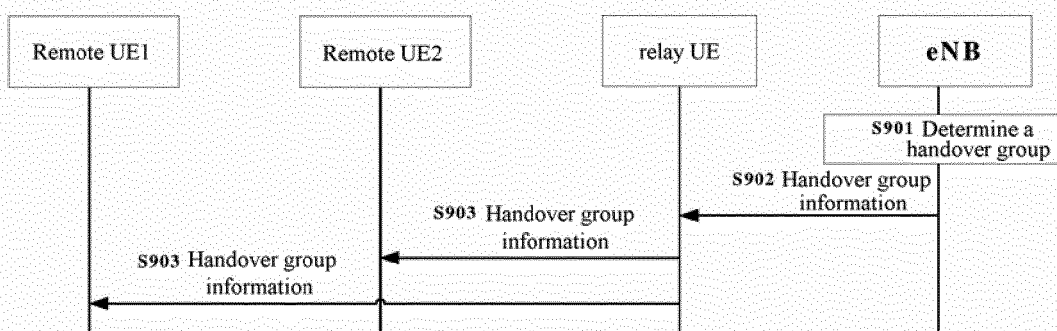 Remote UE1
Remote UE2
relay UE
eNB
S901 Determine a
handover group
S902 Handover group
information
S903 Handover group
information
S903 Handover group
information